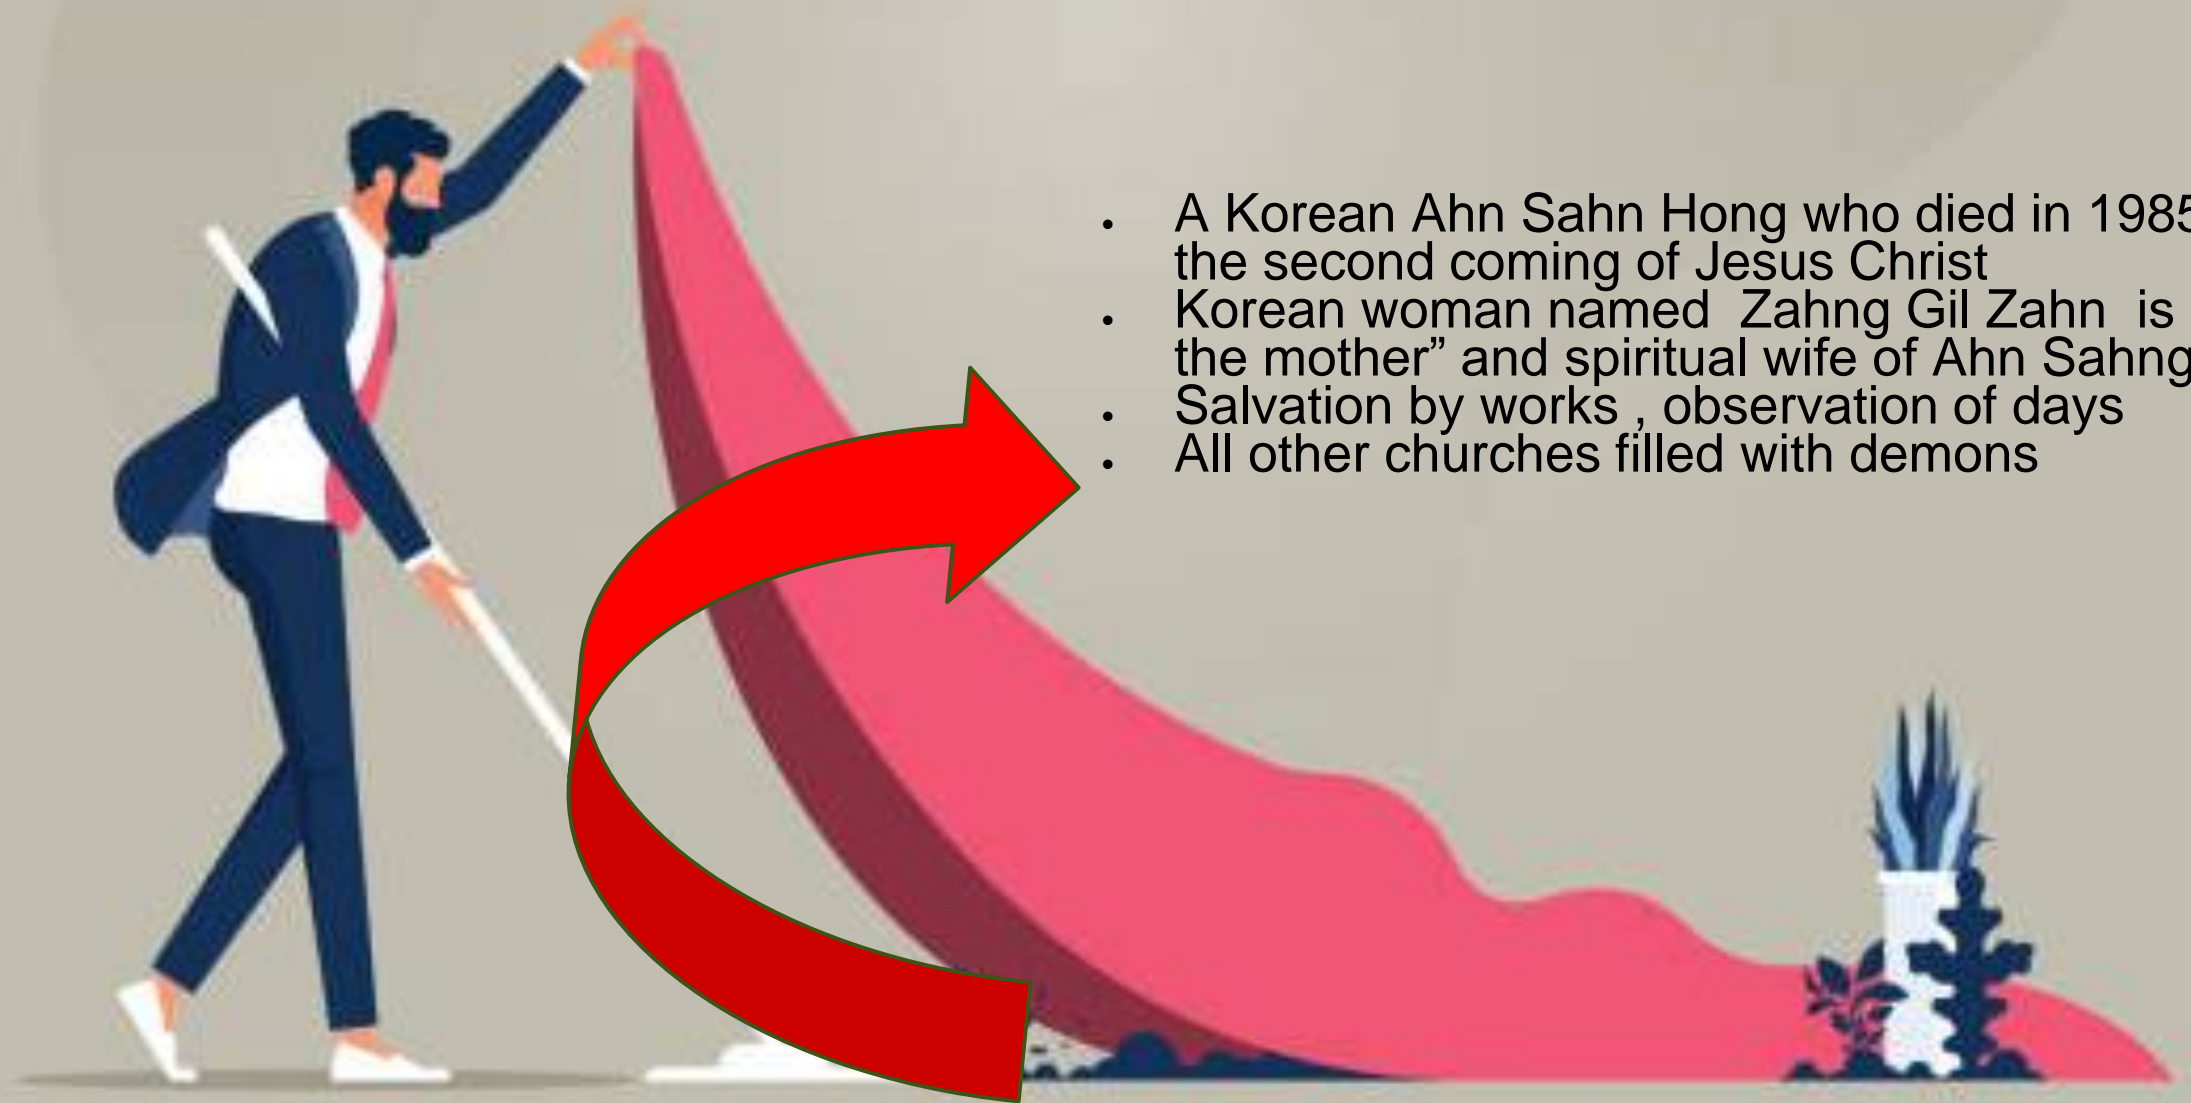 • A Korean Ahn Sahn Hong who died in 1985
the second coming of Jesus Christ
• Korean woman named Zahng Gil Zahn is
the mother” and spiritual wife of Ahn Sahng
• Salvation by works , observation of days
• All other churches filled with demons